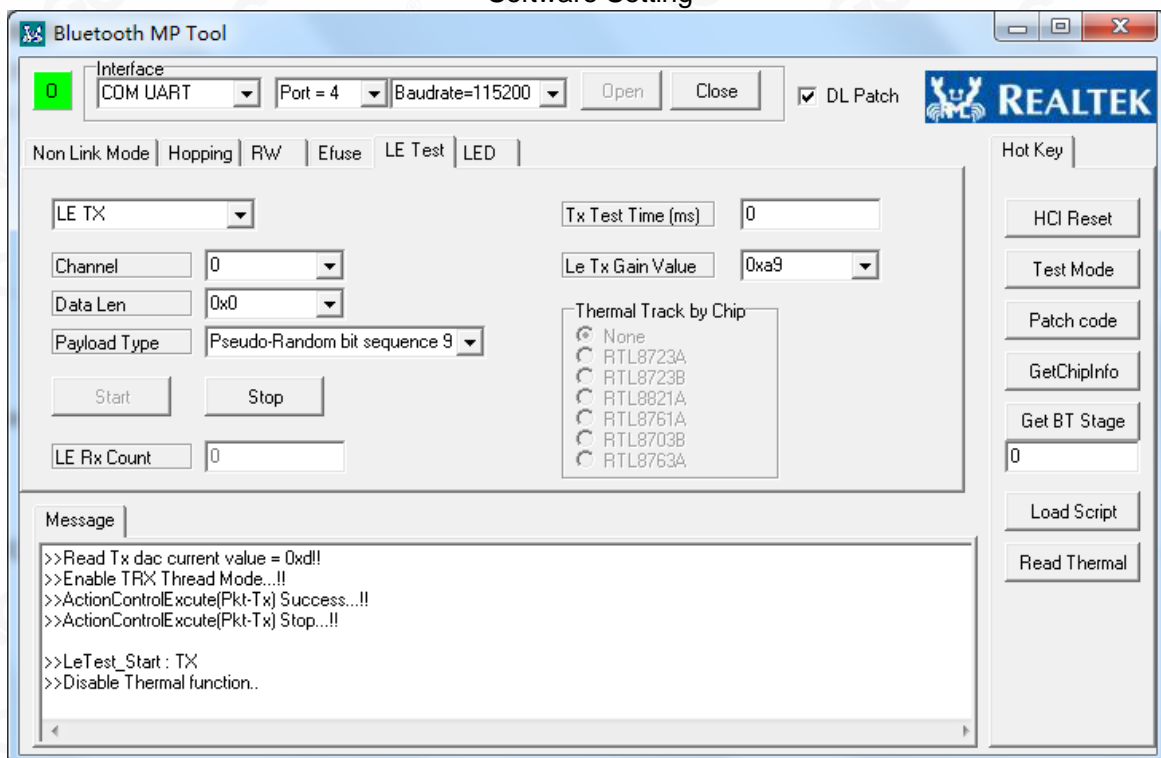 Software Setting
Bluetooth MP Tool
Interface
0 COM UART Port = 4 Baudrate=115200 Open Close DL Patch REALTEK
Non Link Mode Hopping RW Efuse LE Test LED Hot Key
LE TX Tx Test Time (ms) 0 HCI Reset
Channel 0 Le Tx Gain Value 0xa9 Test Mode
Data Len 0x0 Thermal Track by Chip
Payload Type Pseudo-Random bit sequence 9 None Patch code
RTL8723A
RTL8723B GetChipInfo
Start Stop RTL8821A
RTL8761A Get BT Stage
RTL8703B
LE Rx Count 0 RTL8763A 0
Message Load Script
>>Read Tx dac current value = 0xd!! Read Thermal
>>Enable TRX Thread Mode...!!
>>ActionControlExcute(Pkt-Tx) Success...!!
>>ActionControlExcute(Pkt-Tx) Stop...!!
>>LeTest_Start : TX
>>Disable Thermal function..